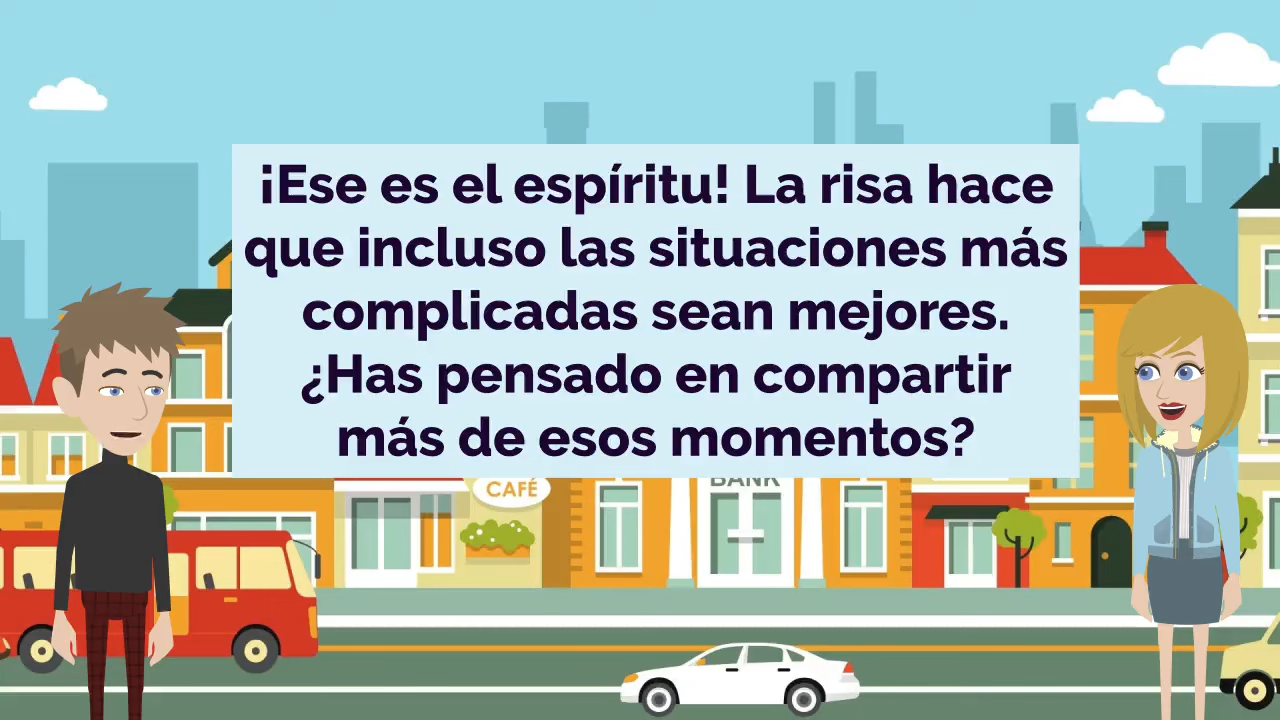 ¡Ese es el espíritu! La risa hace
que incluso las situaciones más
complicadas sean mejores.
¿Has pensado en compartir
más de esos momentos?
CAFÉ
BANK